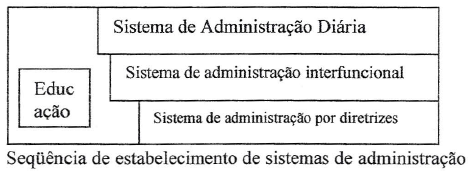 Sistema de Administração Diária
Sistema de administração interfuncional
Educ
ação
Sistema de administração por diretrizes
Seqüência de estabelecimento de sistemas de administração